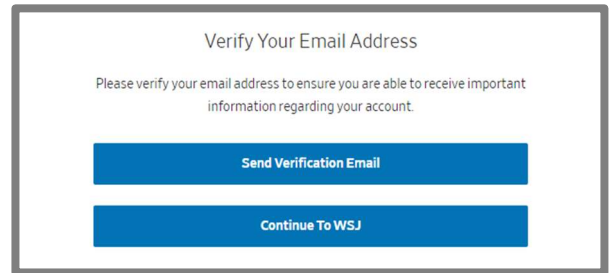 Verify Your Email Address
Please verify your email address to ensure you are able to receive important
information regarding your account.
Send Verification Email
Continue To WSJ